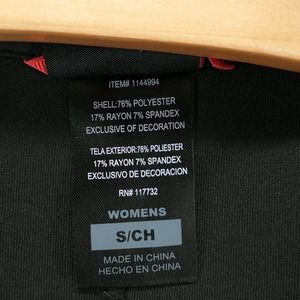 ITEM# 1144994
SHELL:76% POLYESTER
17% RAYON 7% SPANDEX
EXCLUSIVE OF DECORATION
TELA EXTERIOR:76% POLIESTER
17% RAYON 7% SPANDEX
EXCLUSIVO DE DECORACION
RN# 117732
WOMENS
S/CH
MADE IN CHINA
HECHO EN CHINA